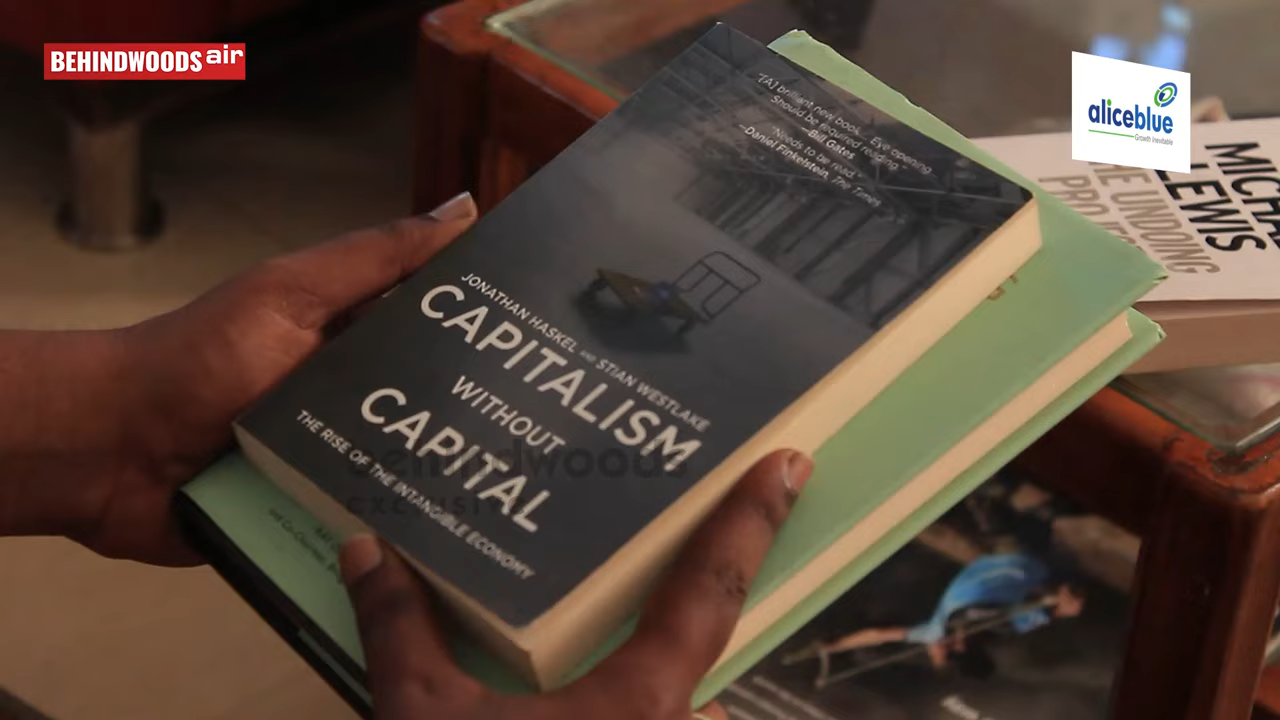 BEHINDWOODS air
aliceblue
Growth Inevitable
"[A] brilliant new book... Eye opening.
Should be required reading."
—Bill Gates
"Needs to be read."
—Daniel Finkelstein, The Times
JONATHAN HASKEL AND STIAN WESTLAKE
CAPITALISM
WITHOUT
CAPITAL
THE RISE OF THE INTANGIBLE ECONOMY
behindwoods
exclusive
LEWIS
THE UNDOING